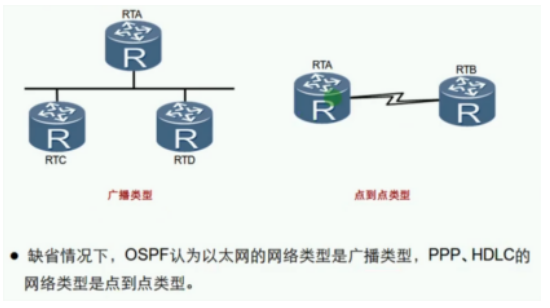 RTA
R
RTC
R
RTD
R
广播类型
RTA
R
RTB
R
点到点类型
● 缺省情况下，OSPF认为以太网的网络类型是广播类型，PPP、HDLC的
网络类型是点到点类型。